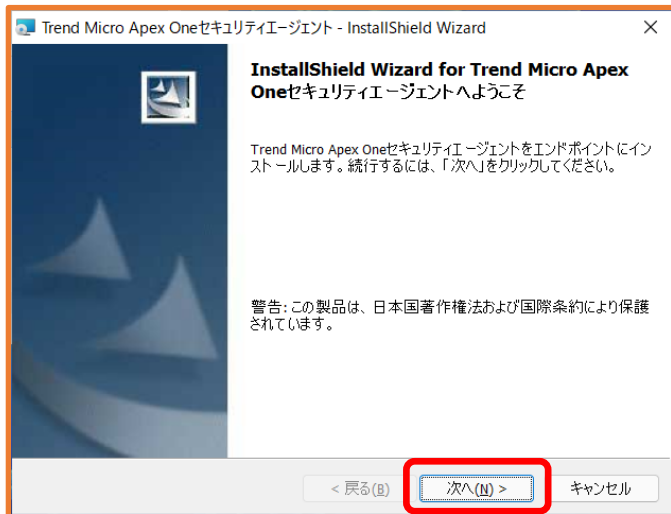 Trend Micro Apex Oneセキュリティエージェント - InstallShield Wizard
InstallShield Wizard for Trend Micro Apex
Oneセキュリティエージェントへようこそ
Trend Micro Apex Oneセキュリティエージェントをエンドポイントにイン
ストールします。続行するには、「次へ」をクリックしてください。
警告: この製品は、日本国著作権法および国際条約により保護
されています。
< 戻る(B)
次へ(N) >
キャンセル